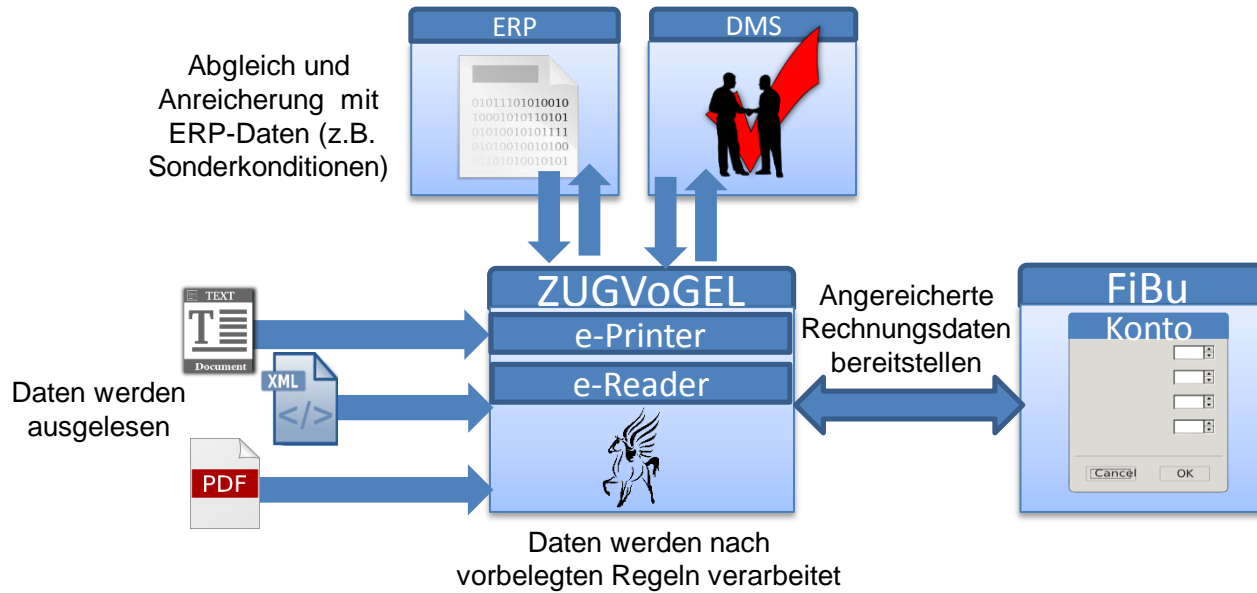 ERP
DMS
Abgleich und
Anreicherung mit
ERP-Daten (z.B.
Sonderkonditionen)
01011101010010
10001010110101
01010010101111
01010010010100
01101010010101
ZUGVoGEL
e-Printer
e-Reader
TEXT
T
Document
XML
</>
PDF
Daten werden
ausgelesen
Angereicherte
Rechnungsdaten
bereitstellen
FiBu
Konto
Cancel
OK
Daten werden nach
vorbelegten Regeln verarbeitet